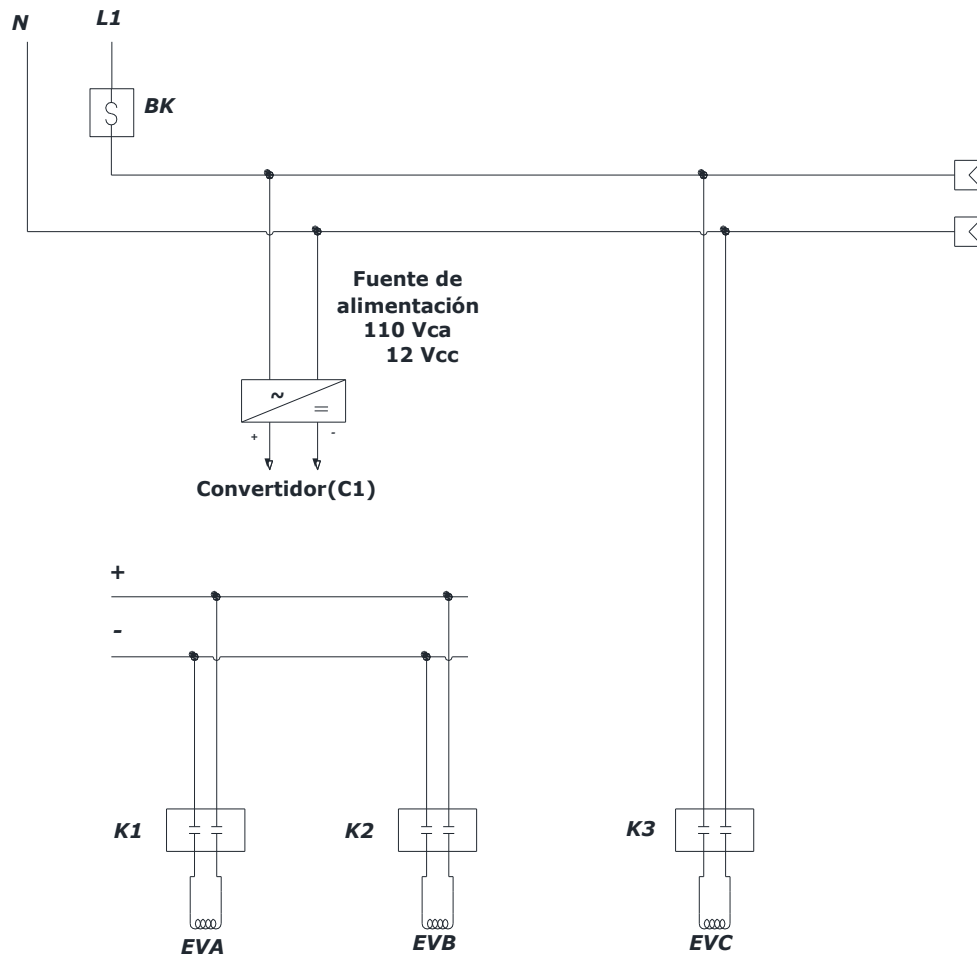 N
L1
BK
Fuente de
alimentación
110 Vca
12 Vcc
~
=
+
-
Convertidor(C1)
+
-
K1
K2
K3
EVA
EVB
EVC